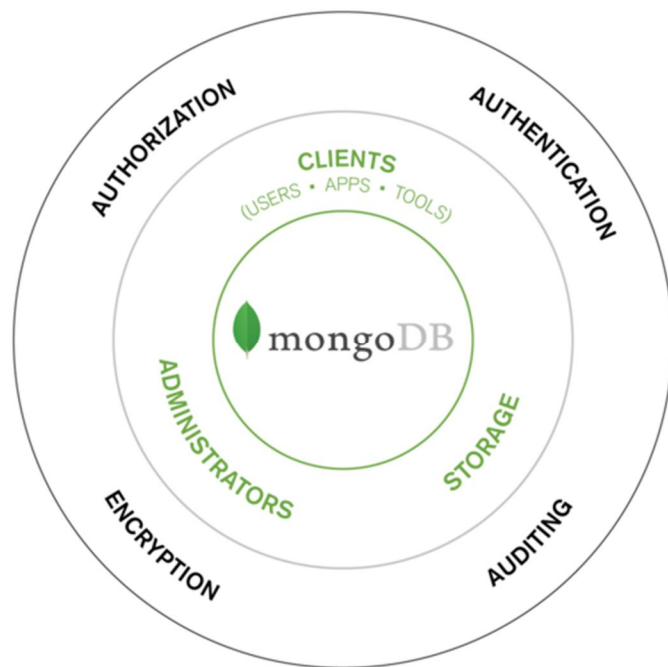 AUTHORIZATION
AUTHENTICATION
CLIENTS
(USERS • APPS • TOOLS)
mongoDB
ADMINISTRATORS
STORAGE
ENCRYPTION
AUDITING